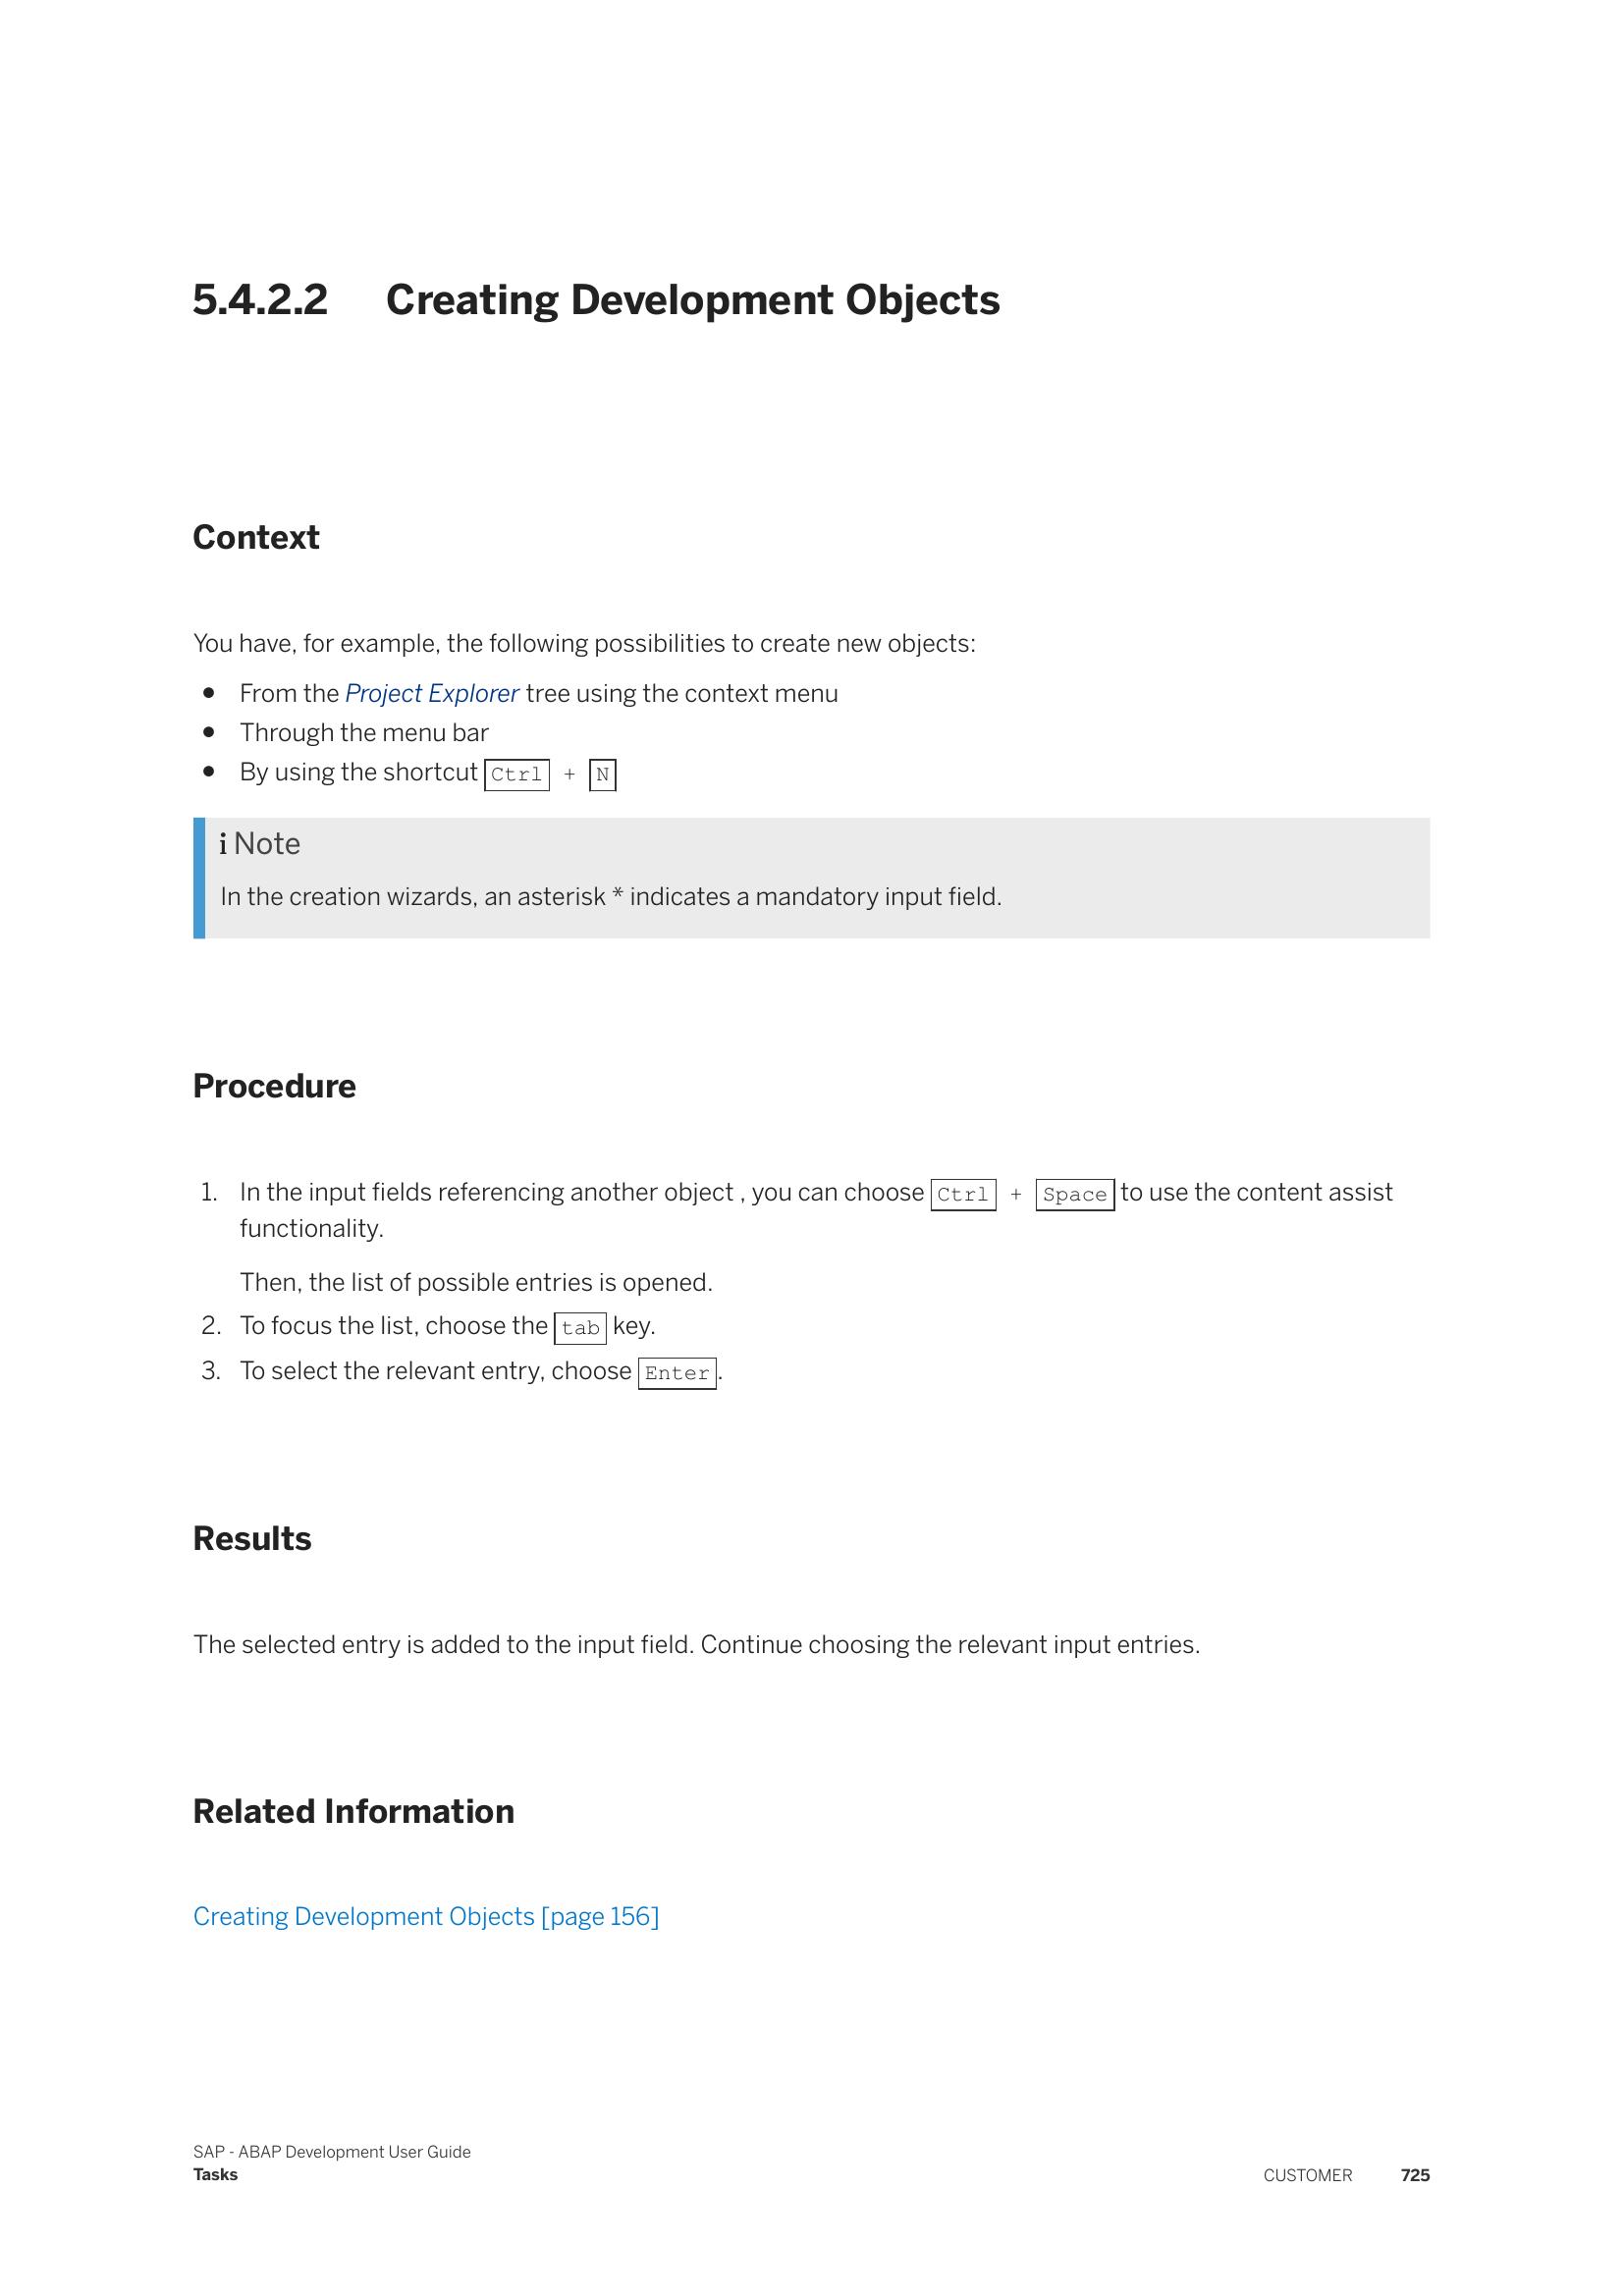 5.4.2.2 Creating Development Objects
Context
You have, for example, the following possibilities to create new objects:
● From the Project Explorer tree using the context menu
● Through the menu bar
● By using the shortcut Ctrl + N
i Note
In the creation wizards, an asterisk * indicates a mandatory input field.
Procedure
1. In the input fields referencing another object , you can choose Ctrl + Space to use the content assist
functionality.
Then, the list of possible entries is opened.
2. To focus the list, choose the tab key.
3. To select the relevant entry, choose Enter.
Results
The selected entry is added to the input field. Continue choosing the relevant input entries.
Related Information
Creating Development Objects [page 156]
SAP - ABAP Development User Guide
Tasks
CUSTOMER 725